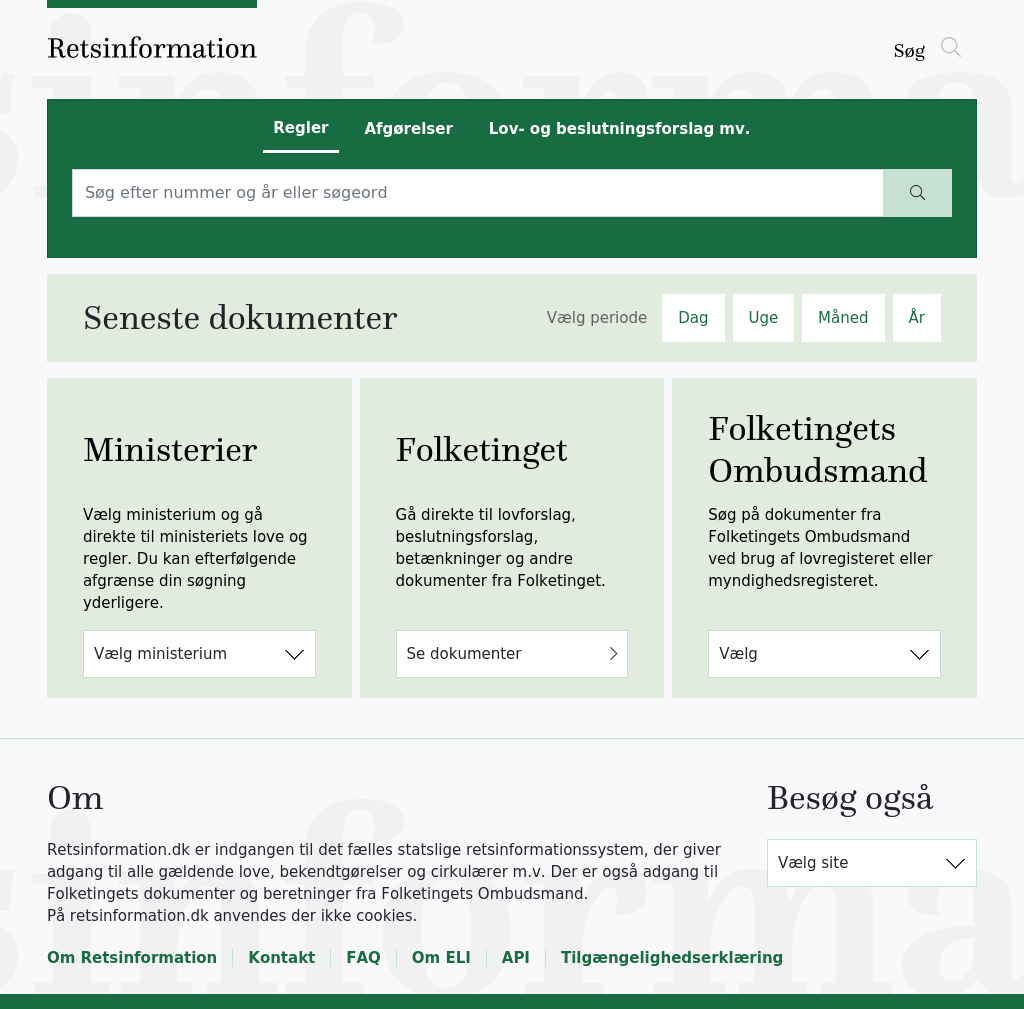 Retsinformation
Søg
Regler
Afgørelser
Lov- og beslutningsforslag mv.
Søg efter nummer og år eller søgeord
Seneste dokumenter
Vælg periode
Dag
Uge
Måned
År
Ministerier
Vælg ministerium og gå
direkte til ministeriets love og
regler. Du kan efterfølgende
afgrænse din søgning
yderligere.
Vælg ministerium
Folketinget
Gå direkte til lovforslag,
beslutningsforslag,
betænkninger og andre
dokumenter fra Folketinget.
Se dokumenter
Folketingets
Ombudsmand
Søg på dokumenter fra
Folketingets Ombudsmand
ved brug af lovregisteret eller
myndighedsregisteret.
Vælg
Om
Retsinformation.dk er indgangen til det fælles statslige retsinformationssystem, der giver
adgang til alle gældende love, bekendtgørelser og cirkulærer m.v. Der er også adgang til
Folketingets dokumenter og beretninger fra Folketingets Ombudsmand.
På retsinformation.dk anvendes der ikke cookies.
Besøg også
Vælg site
Om Retsinformation
Kontakt
FAQ
Om ELI
API
Tilgængelighedserklæring